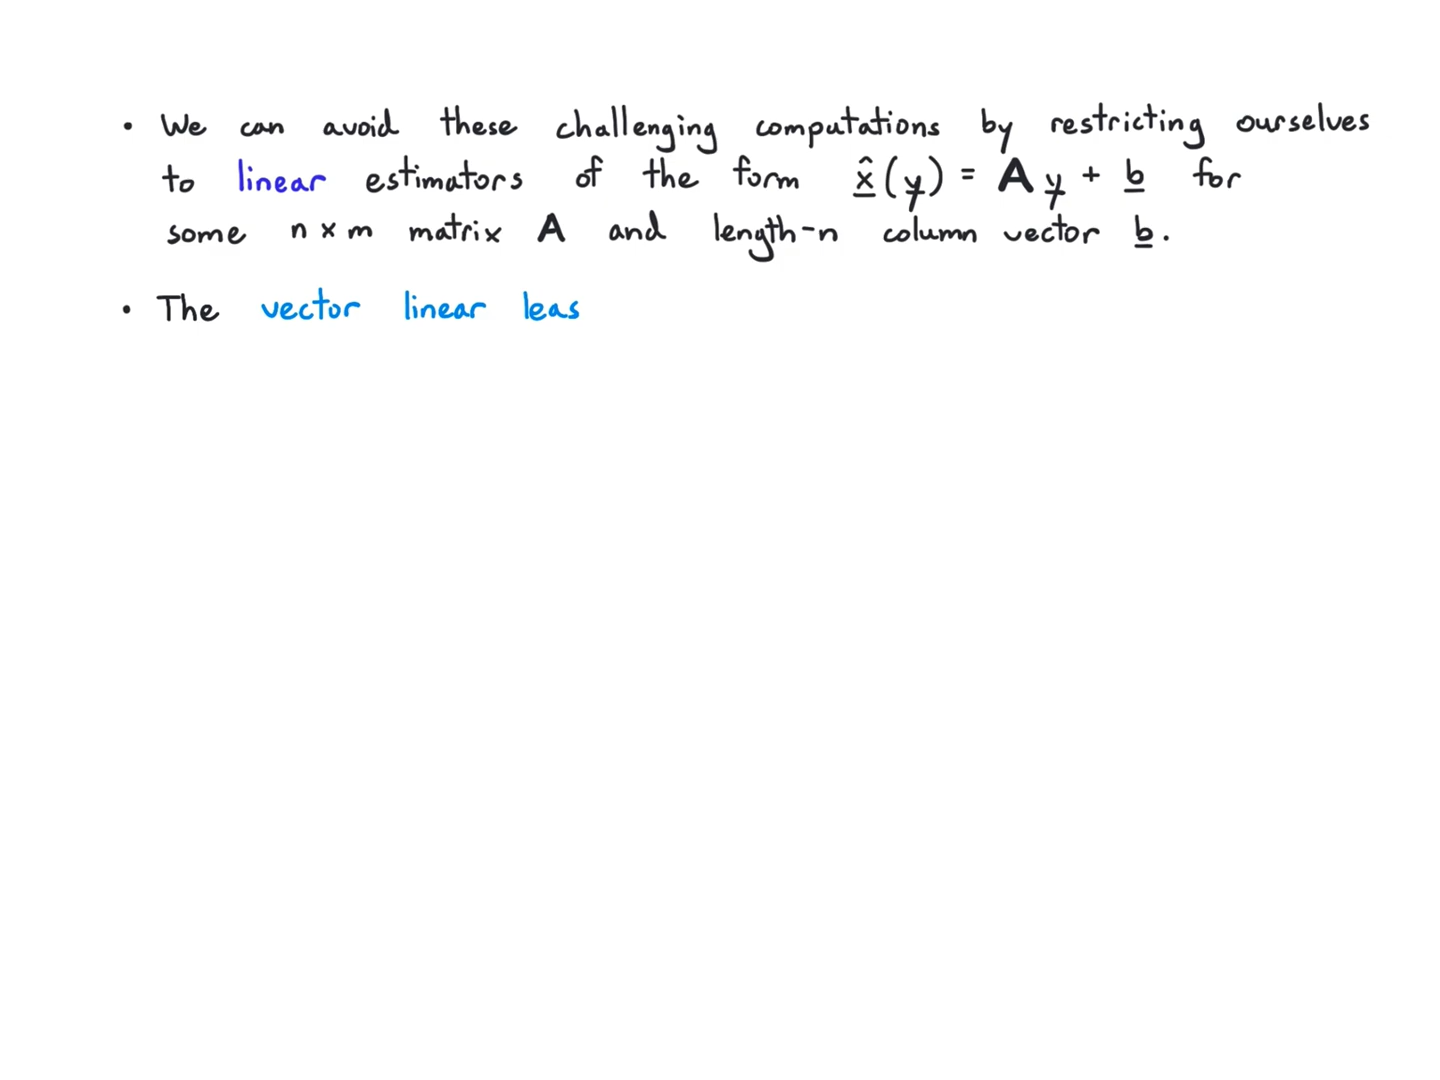 • We can avoid these challenging computations by restricting ourselves
to linear estimators of the form x̲̂(y̲) = A y̲ + b̲ for
some n × m matrix A and length-n column vector b̲.
• The vector linear leas